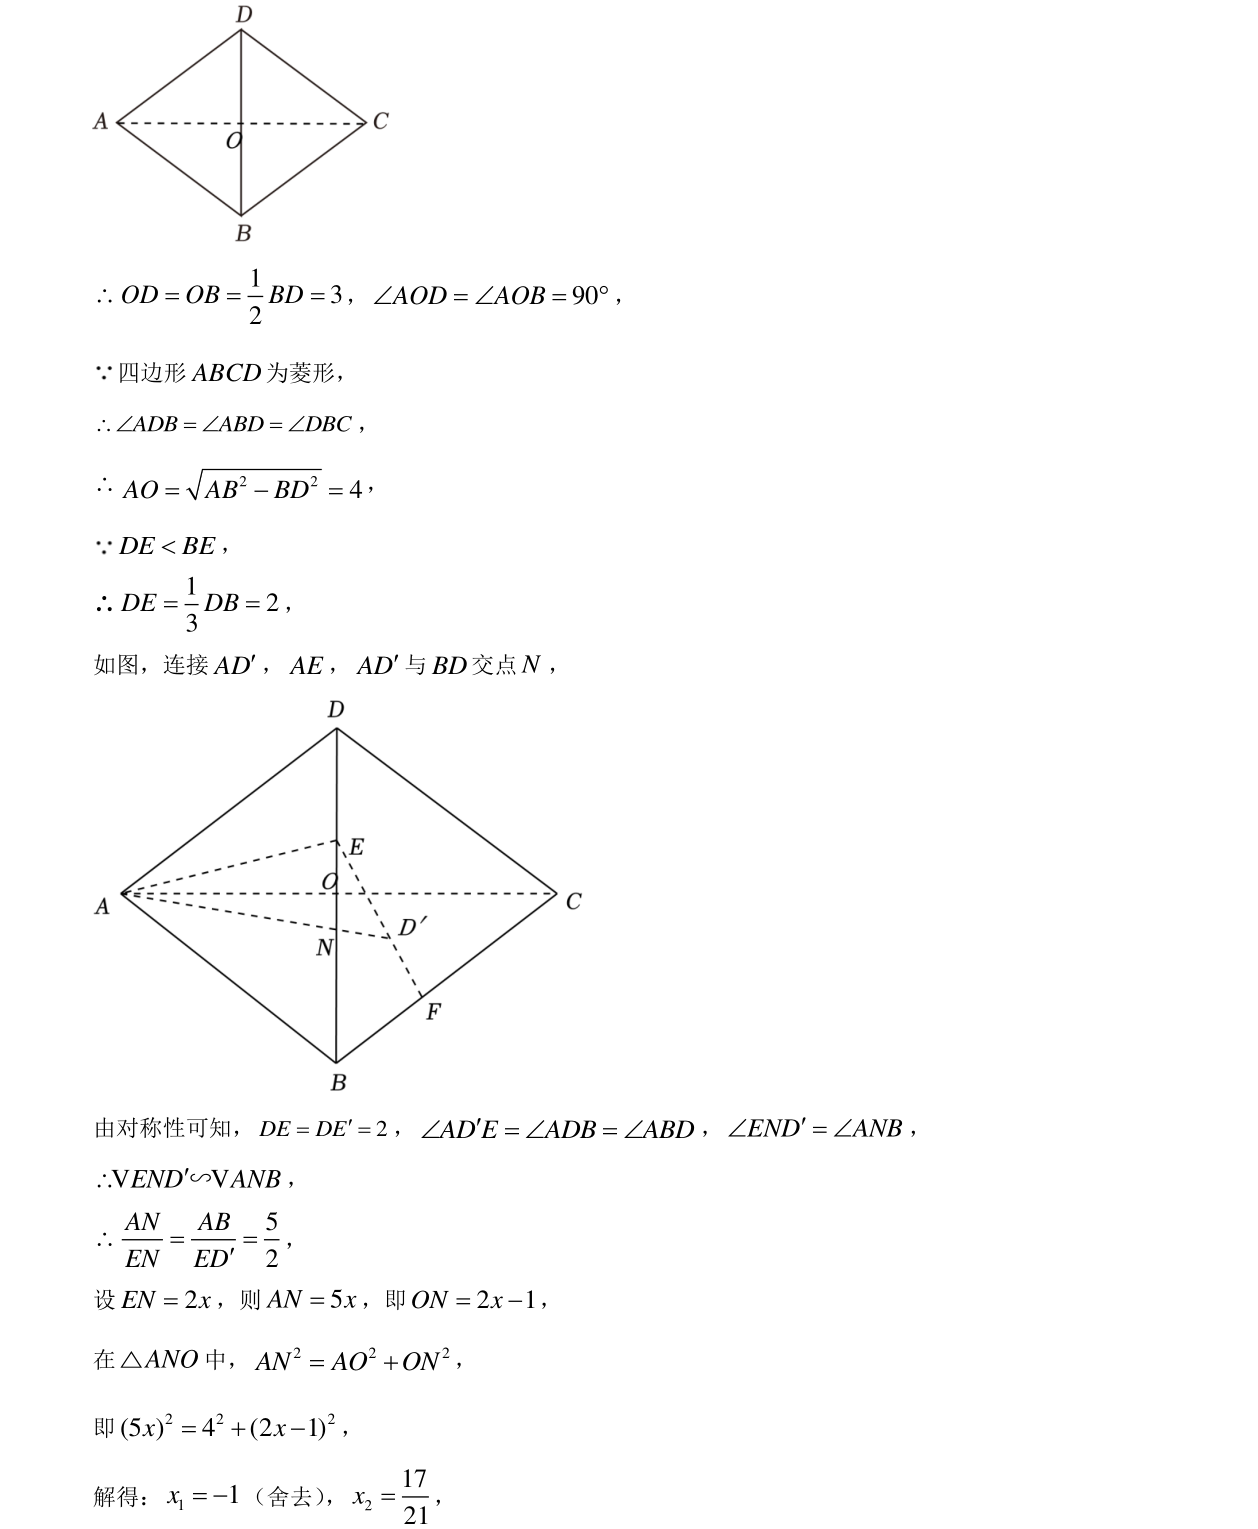 D
A
C
O
B
∴ OD = OB = 1/2 BD = 3，∠AOD = ∠AOB = 90°，
∵四边形 ABCD 为菱形，
∴∠ADB = ∠ABD = ∠DBC，
∴ AO = √(AB² − BD²) = 4，
∵ DE < BE，
∴ DE = 1/3 DB = 2，
如图，连接 AD′， AE， AD′ 与 BD 交点 N，
D
E
O
A
C
D′
N
F
B
由对称性可知， DE = DE′ = 2，∠AD′E = ∠ADB = ∠ABD，∠END′ = ∠ANB，
∴VEND′∽VANB，
∴ AN/EN = AB/ED′ = 5/2，
设 EN = 2x，则 AN = 5x，即 ON = 2x − 1，
在 △ANO 中， AN² = AO² + ON²，
即 (5x)² = 4² + (2x − 1)²，
解得：x₁ = −1（舍去），x₂ = 17/21，